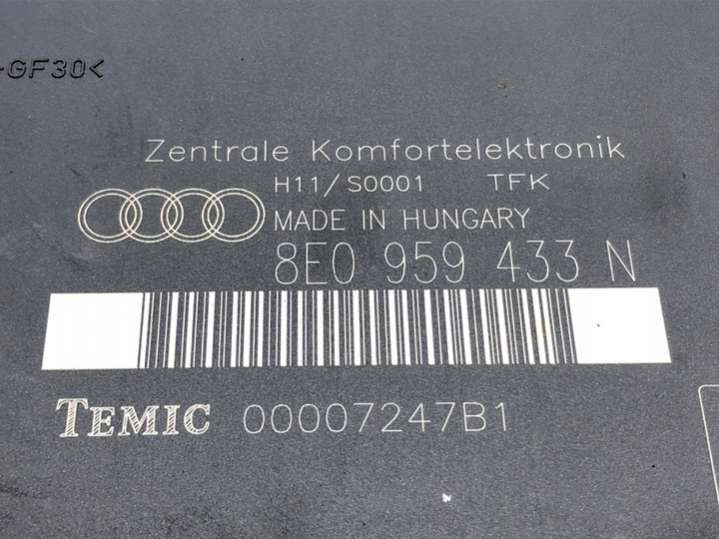 -GF30<
Zentrale Komfortelektronik
H11/S0001 TFK
MADE IN HUNGARY
8E0 959 433 N
TEMIC 00007247B1